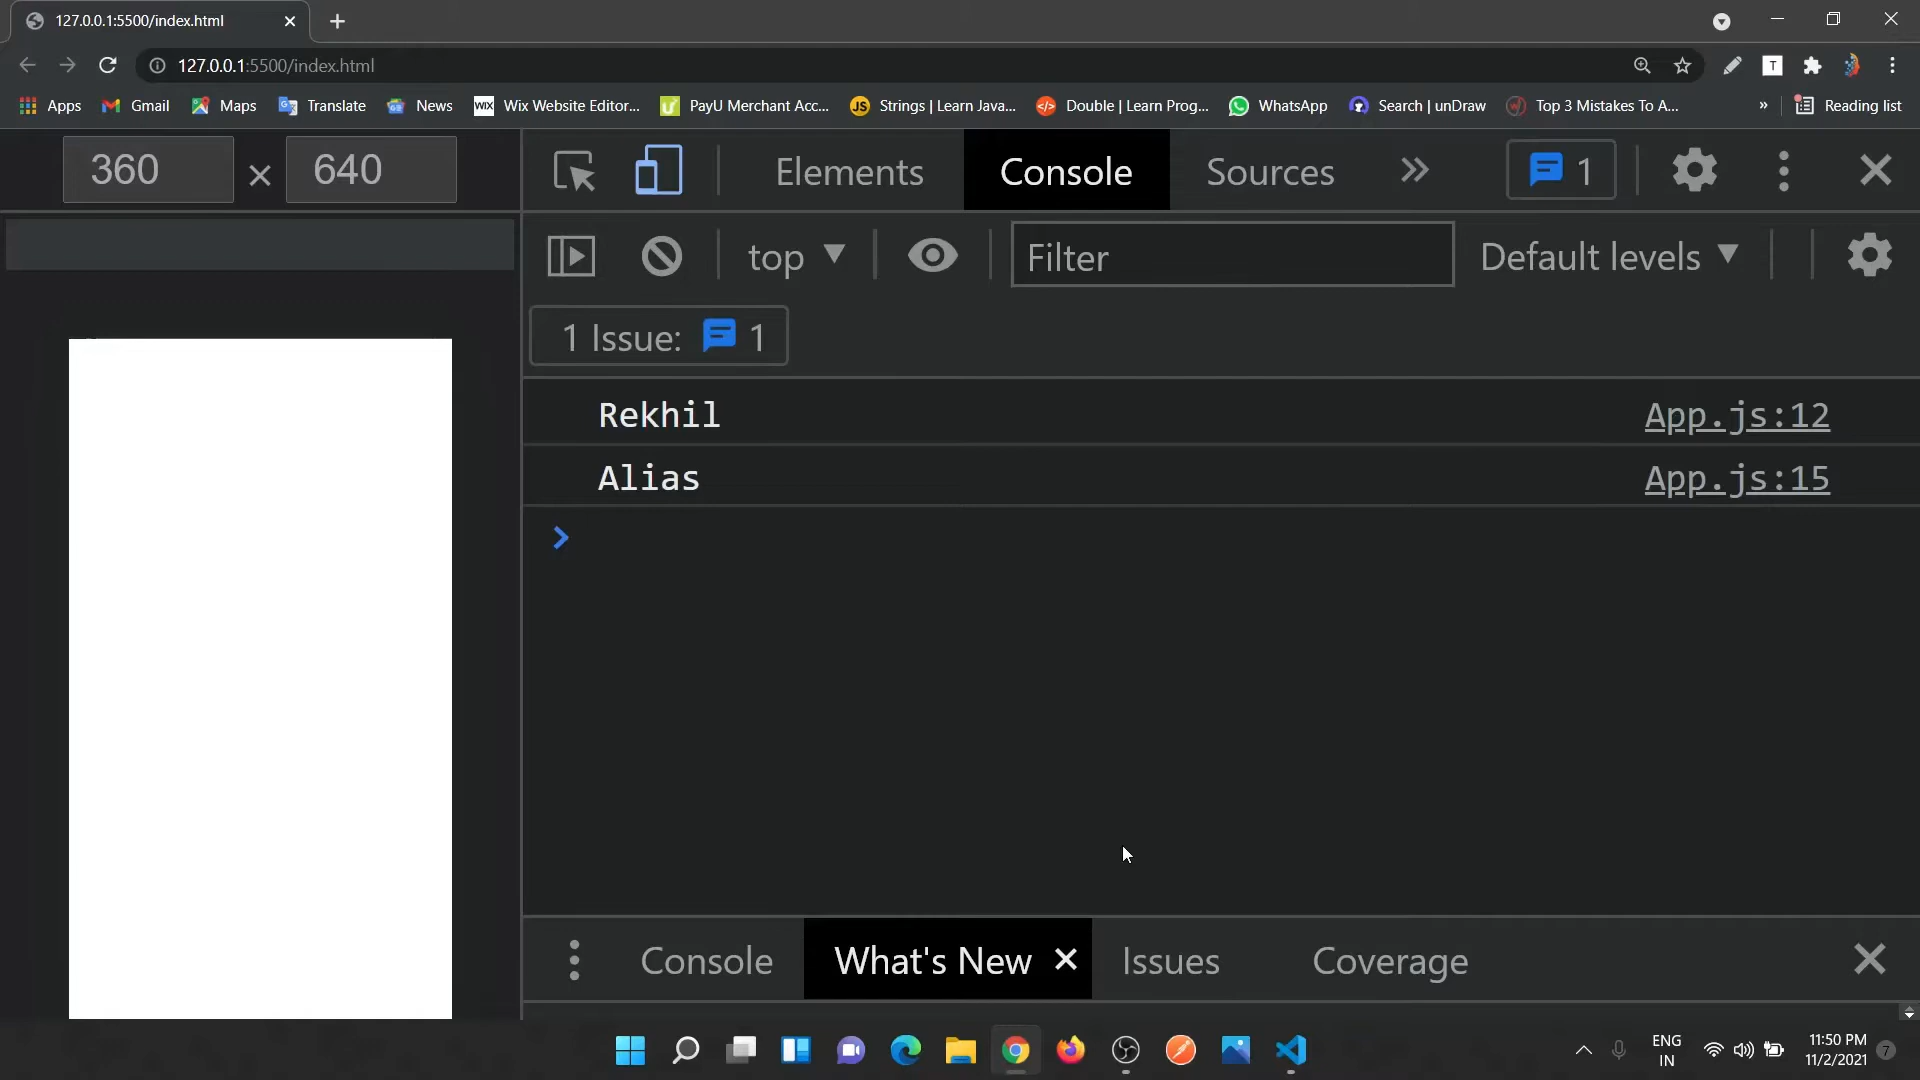 127.0.0.1:5500/index.html
127.0.0.1:5500/index.html
T
Apps Gmail Maps Translate News WIX Wix Website Editor... PayU Merchant Acc... JS Strings | Learn Java... Double | Learn Prog... WhatsApp Search | unDraw Top 3 Mistakes To A... » Reading list
360 × 640
Elements Console Sources 1
top Filter Default levels
1 Issue: 1
Rekhil App.js:12
Alias App.js:15
Console What's New Issues Coverage
ENG
IN
11:50 PM
11/2/2021
7